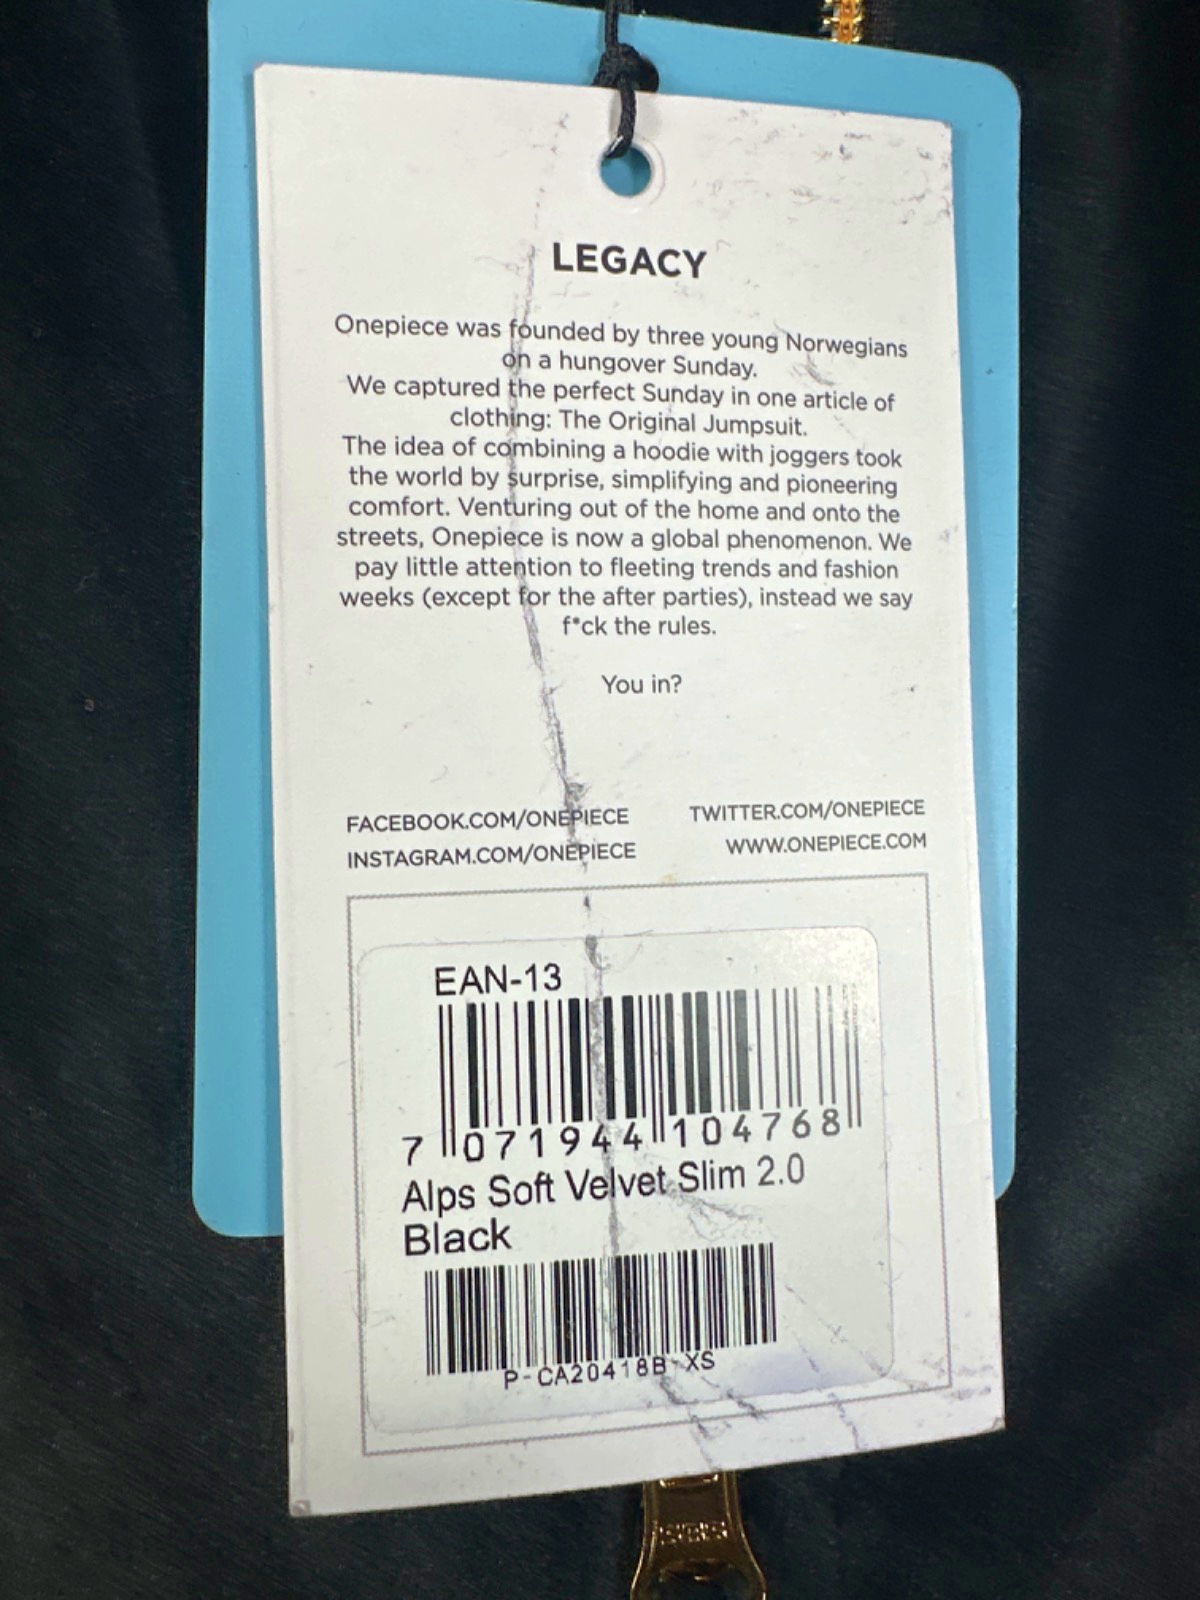 LEGACY
Onepiece was founded by three young Norwegians
on a hungover Sunday.
We captured the perfect Sunday in one article of
clothing: The Original Jumpsuit.
The idea of combining a hoodie with joggers took
the world by surprise, simplifying and pioneering
comfort. Venturing out of the home and onto the
streets, Onepiece is now a global phenomenon. We
pay little attention to fleeting trends and fashion
weeks (except for the after parties), instead we say
f*ck the rules.
You in?
FACEBOOK.COM/ONEPIECE TWITTER.COM/ONEPIECE
INSTAGRAM.COM/ONEPIECE WWW.ONEPIECE.COM
EAN-13
7 071944 104768
Alps Soft Velvet Slim 2.0
Black
P-CA20418B-XS